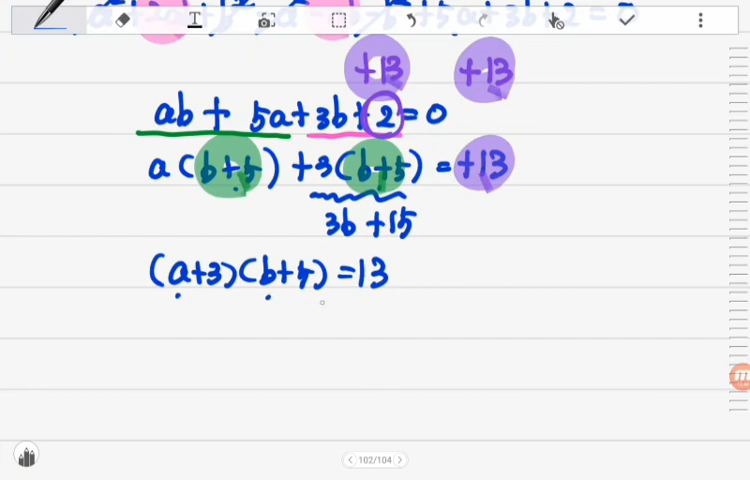 +13 +13
ab + 5a + 3b + 2 = 0
a(b+5) + 3(b+5) = +13
3b + 15
(a+3)(b+5) = 13
102/104